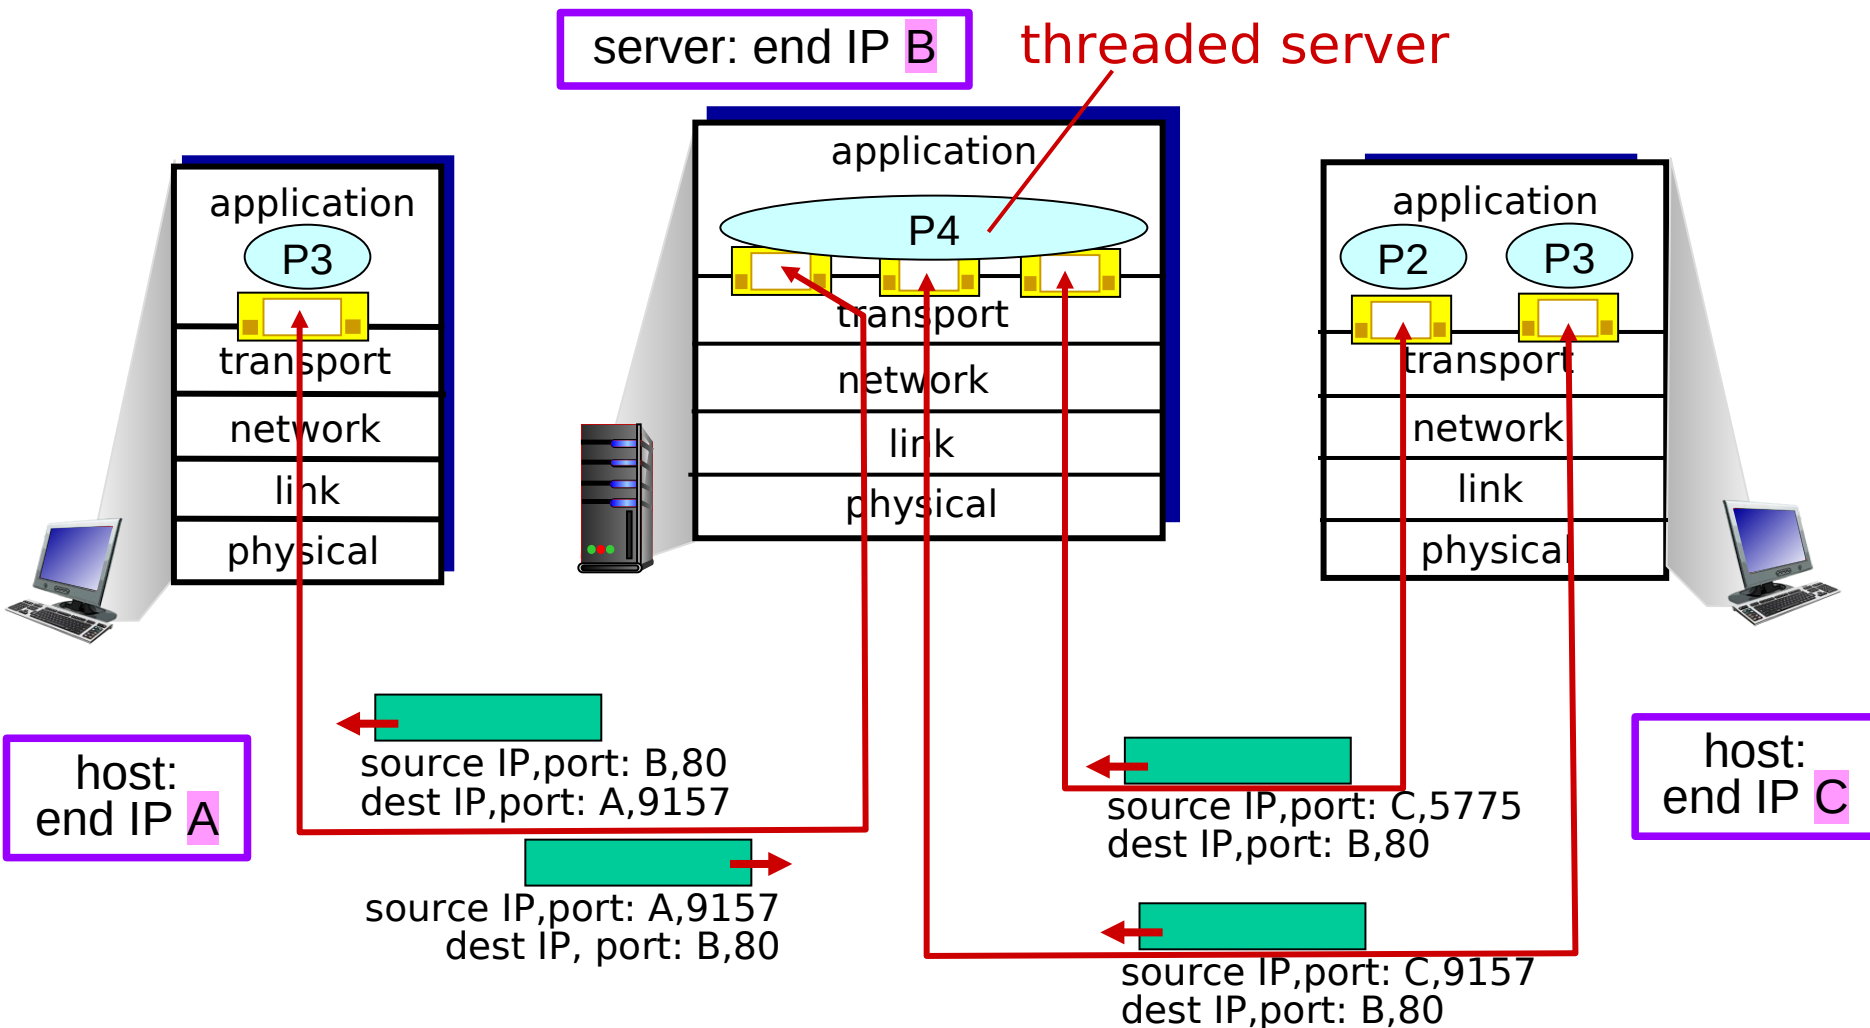 server: end IP B
threaded server
application
P3
transport
network
link
physical
application
P4
transport
network
link
physical
application
P2
P3
transport
network
link
physical
host:
end IP A
source IP,port: B,80
dest IP,port: A,9157
source IP,port: A,9157
dest IP, port: B,80
source IP,port: C,5775
dest IP,port: B,80
source IP,port: C,9157
dest IP,port: B,80
host:
end IP C